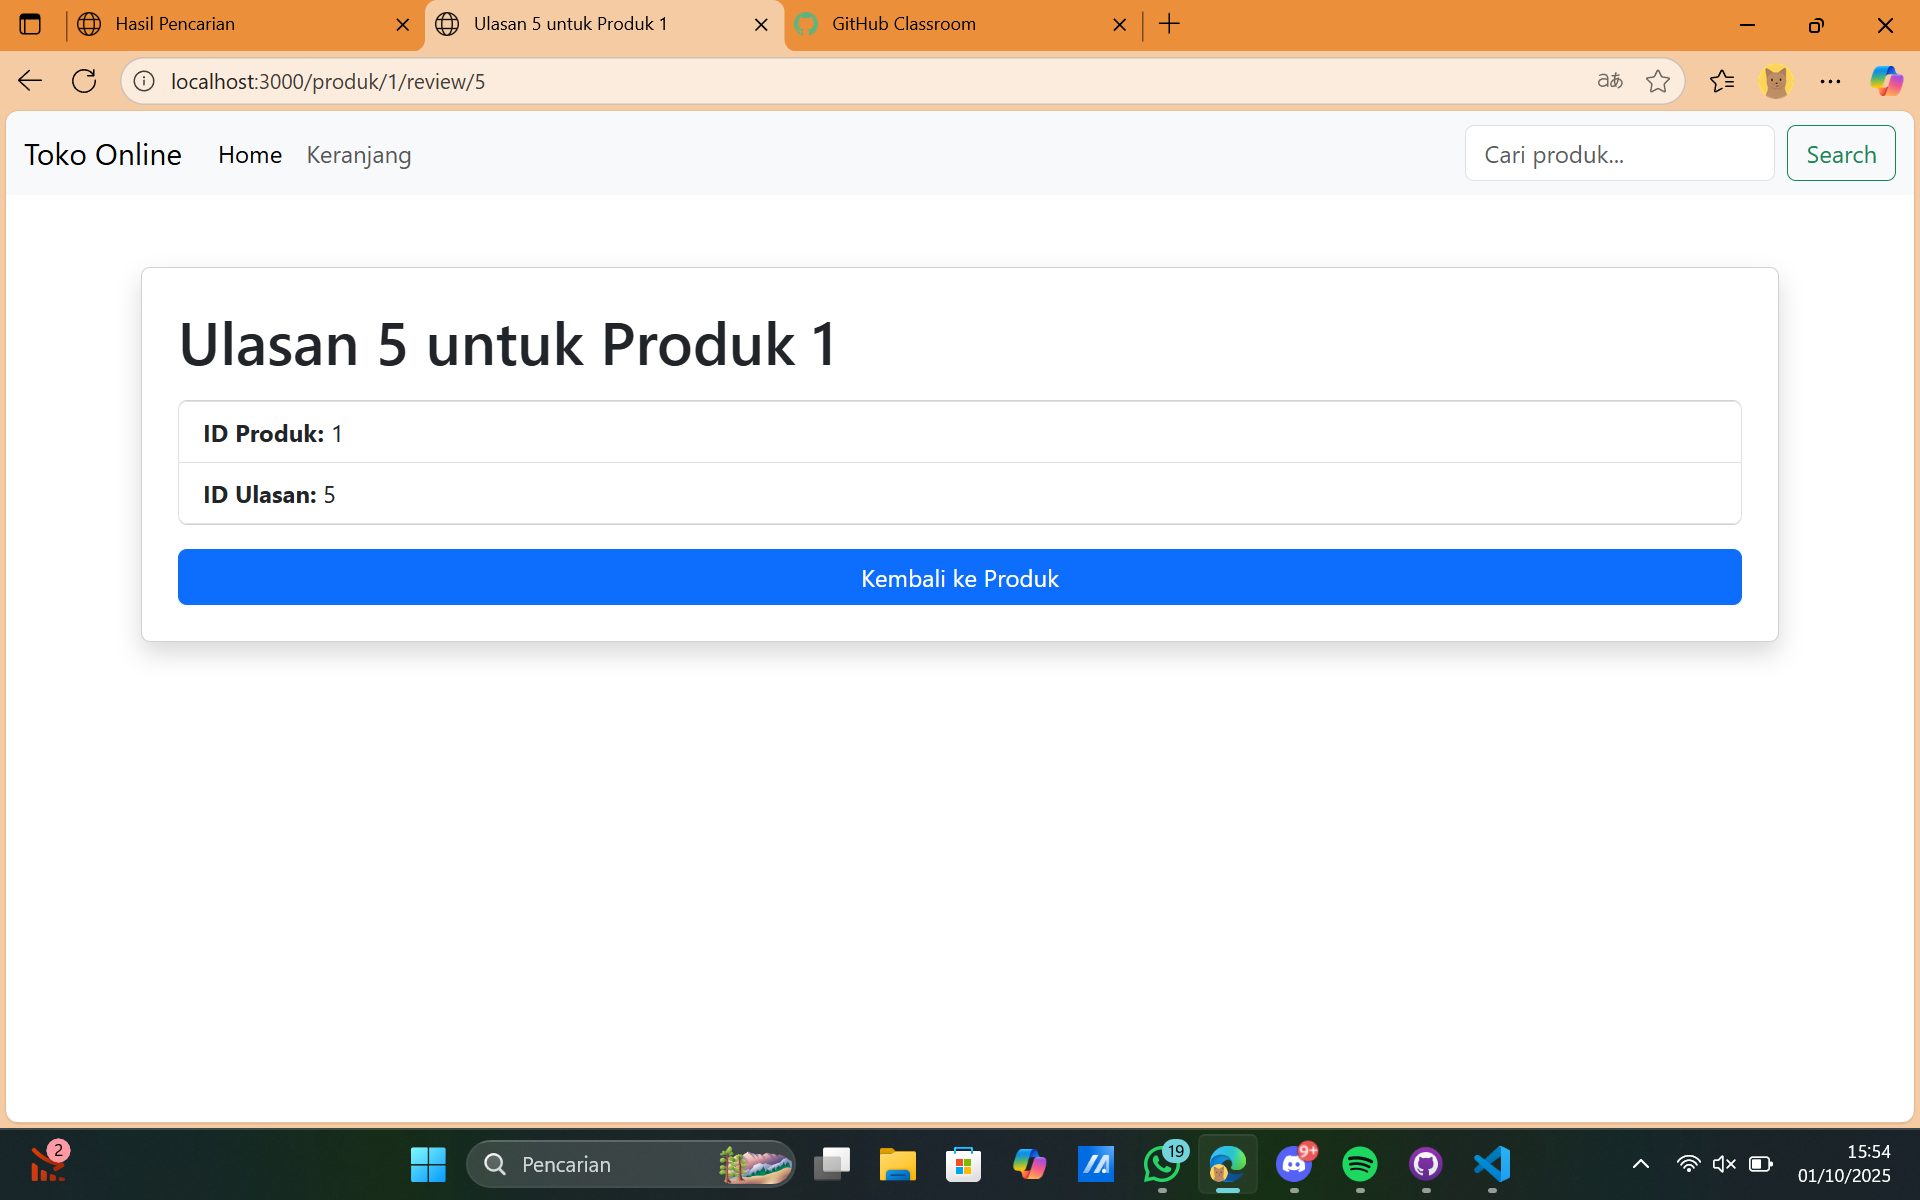 Hasil Pencarian
Ulasan 5 untuk Produk 1
GitHub Classroom
localhost:3000/produk/1/review/5
Toko Online
Home
Keranjang
Cari produk...
Search
Ulasan 5 untuk Produk 1
ID Produk: 1
ID Ulasan: 5
Kembali ke Produk
2
Pencarian
19
9+
15:54
01/10/2025